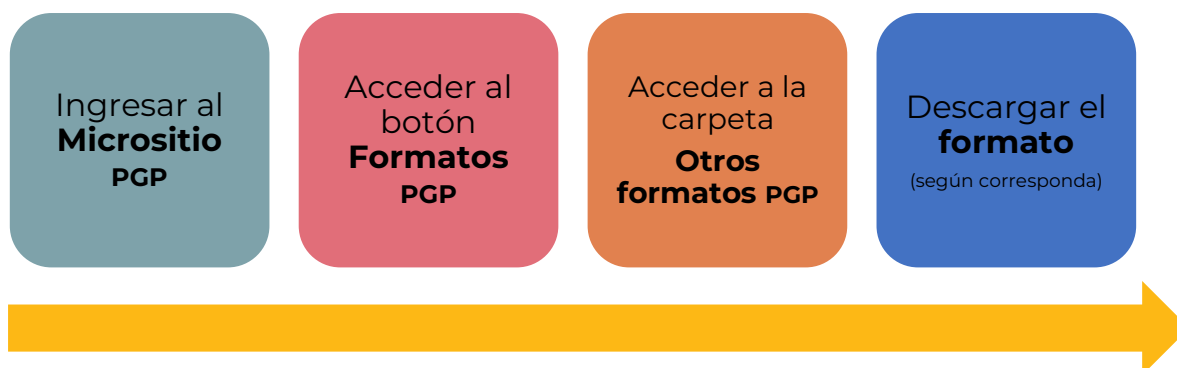 Ingresar al
Micrositio
PGP
Acceder al
botón
Formatos
PGP
Acceder a la
carpeta
Otros
formatos PGP
Descargar el
formato
(según corresponda)